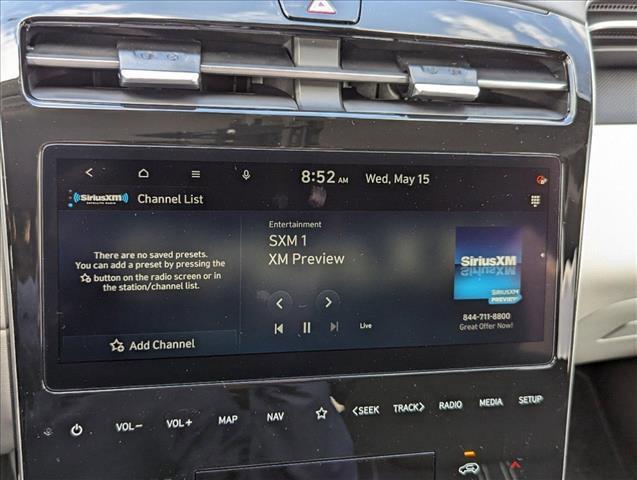 8:52 AM Wed, May 15
SiriusXM
SATELLITE RADIO
Channel List
There are no saved presets.
You can add a preset by pressing the
button on the radio screen or in
the station/channel list.
Add Channel
Entertainment
SXM 1
XM Preview
Live
SiriusXM
SIRIUSXM
PREVIEW
844-711-8800
Great Offer Now!
VOL− VOL+ MAP NAV <SEEK TRACK> RADIO MEDIA SETUP